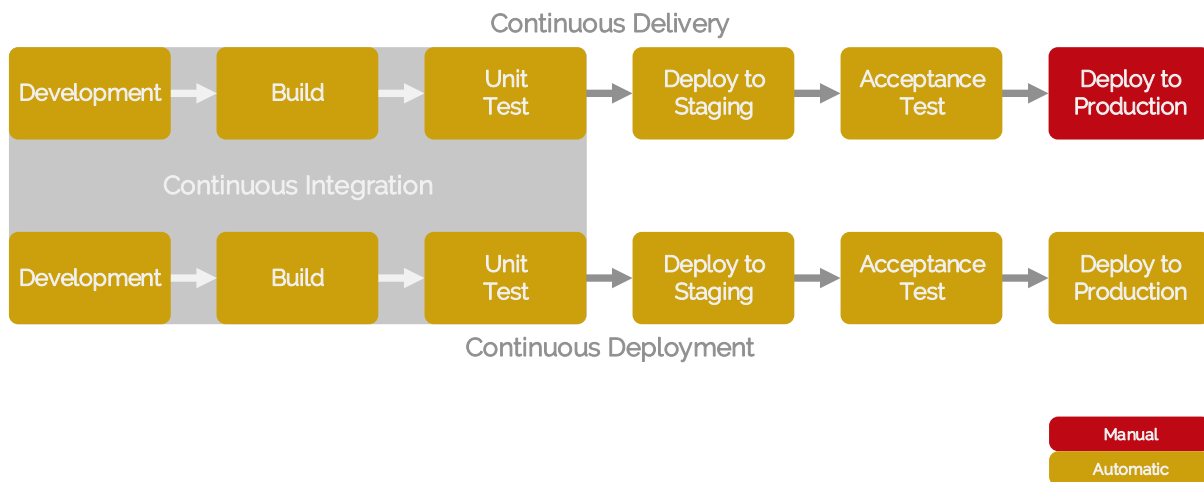 Continuous Delivery
Development
Build
Unit
Test
Deploy to
Staging
Acceptance
Test
Deploy to
Production
Continuous Integration
Development
Build
Unit
Test
Deploy to
Staging
Acceptance
Test
Deploy to
Production
Continuous Deployment
Manual
Automatic